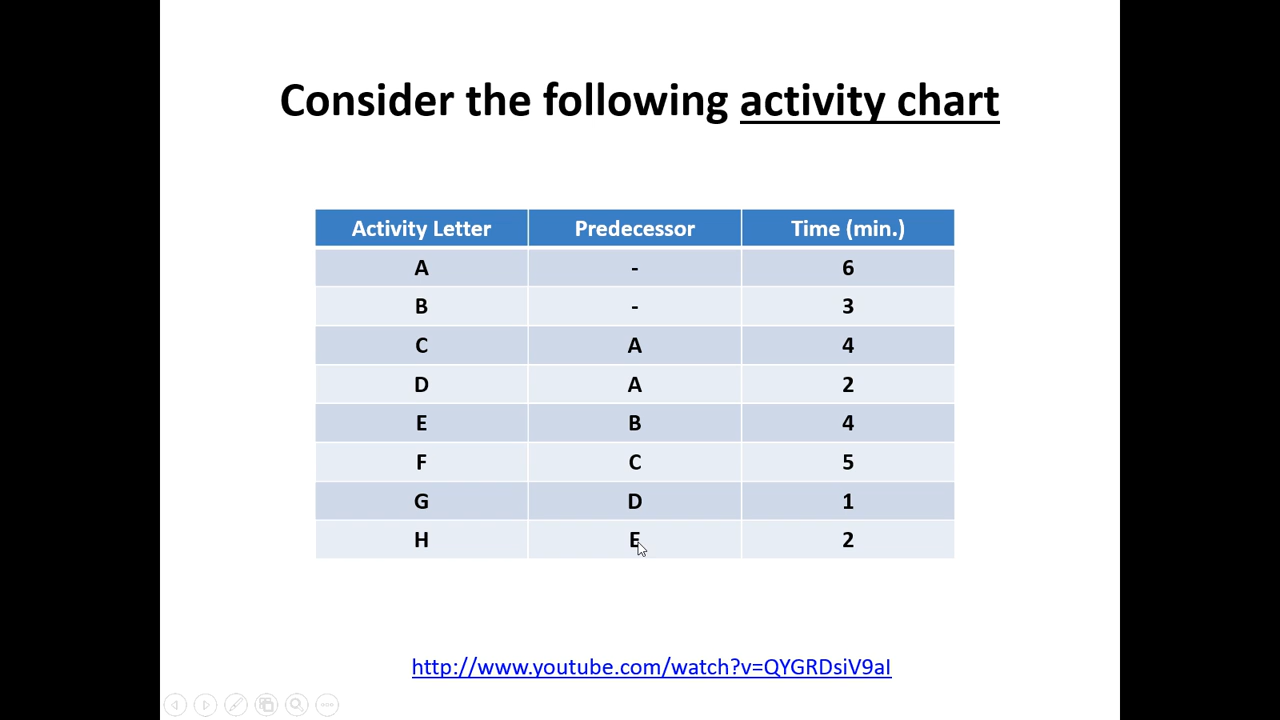 Consider the following activity chart
Activity Letter Predecessor Time (min.)
A - 6
B - 3
C A 4
D A 2
E B 4
F C 5
G D 1
H E 2
http://www.youtube.com/watch?v=QYGRDsiV9aI